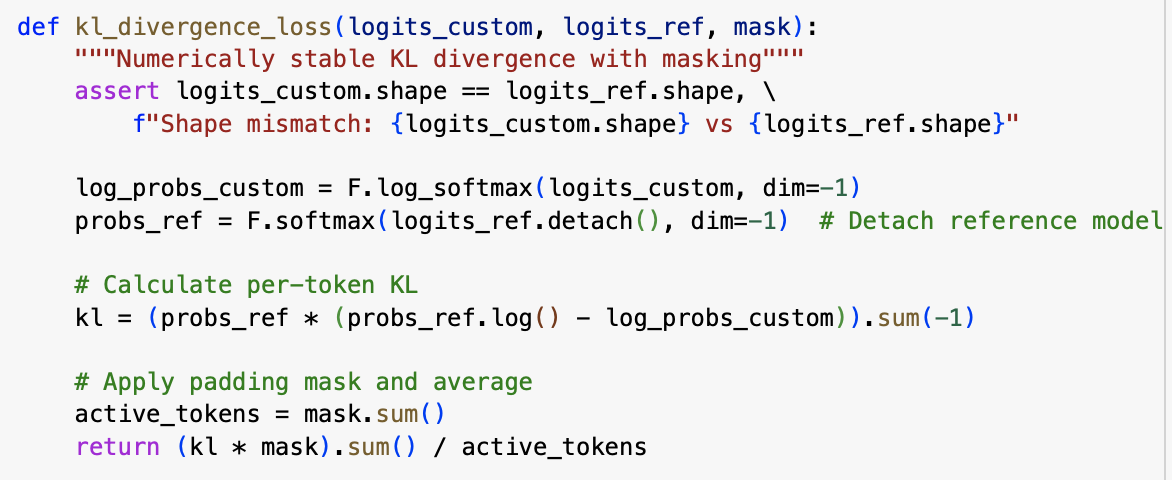 def kl_divergence_loss(logits_custom, logits_ref, mask):
    """Numerically stable KL divergence with masking"""
    assert logits_custom.shape == logits_ref.shape, \
        f"Shape mismatch: {logits_custom.shape} vs {logits_ref.shape}"

    log_probs_custom = F.log_softmax(logits_custom, dim=-1)
    probs_ref = F.softmax(logits_ref.detach(), dim=-1)  # Detach reference model

    # Calculate per-token KL
    kl = (probs_ref * (probs_ref.log() - log_probs_custom)).sum(-1)

    # Apply padding mask and average
    active_tokens = mask.sum()
    return (kl * mask).sum() / active_tokens